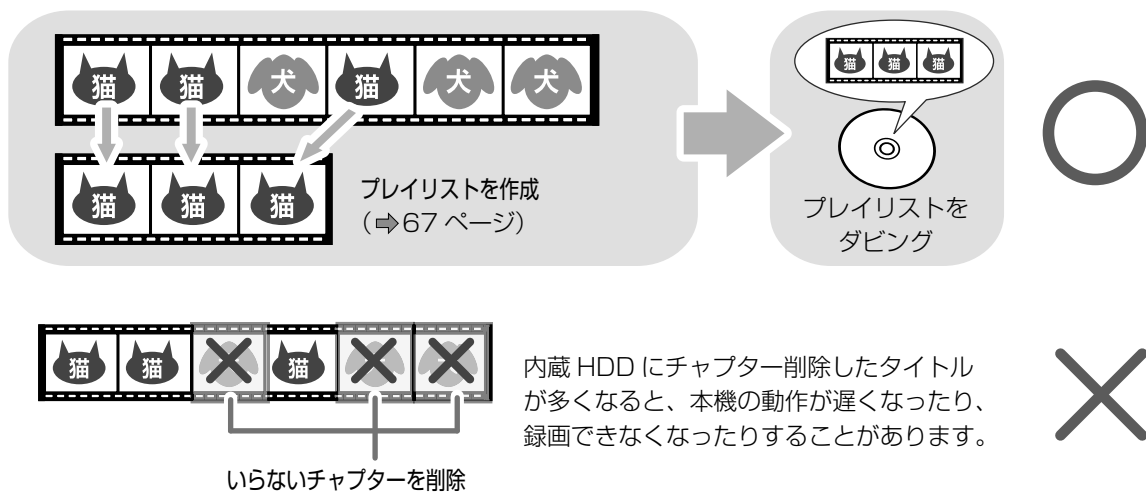 猫 猫 犬 猫 犬 犬
猫 猫 猫
プレイリストを作成
(➡67 ページ)
猫 猫 猫
プレイリストを
ダビング
猫 猫 猫
内蔵 HDD にチャプター削除したタイトル
が多くなると、本機の動作が遅くなったり、
録画できなくなったりすることがあります。
いらないチャプターを削除